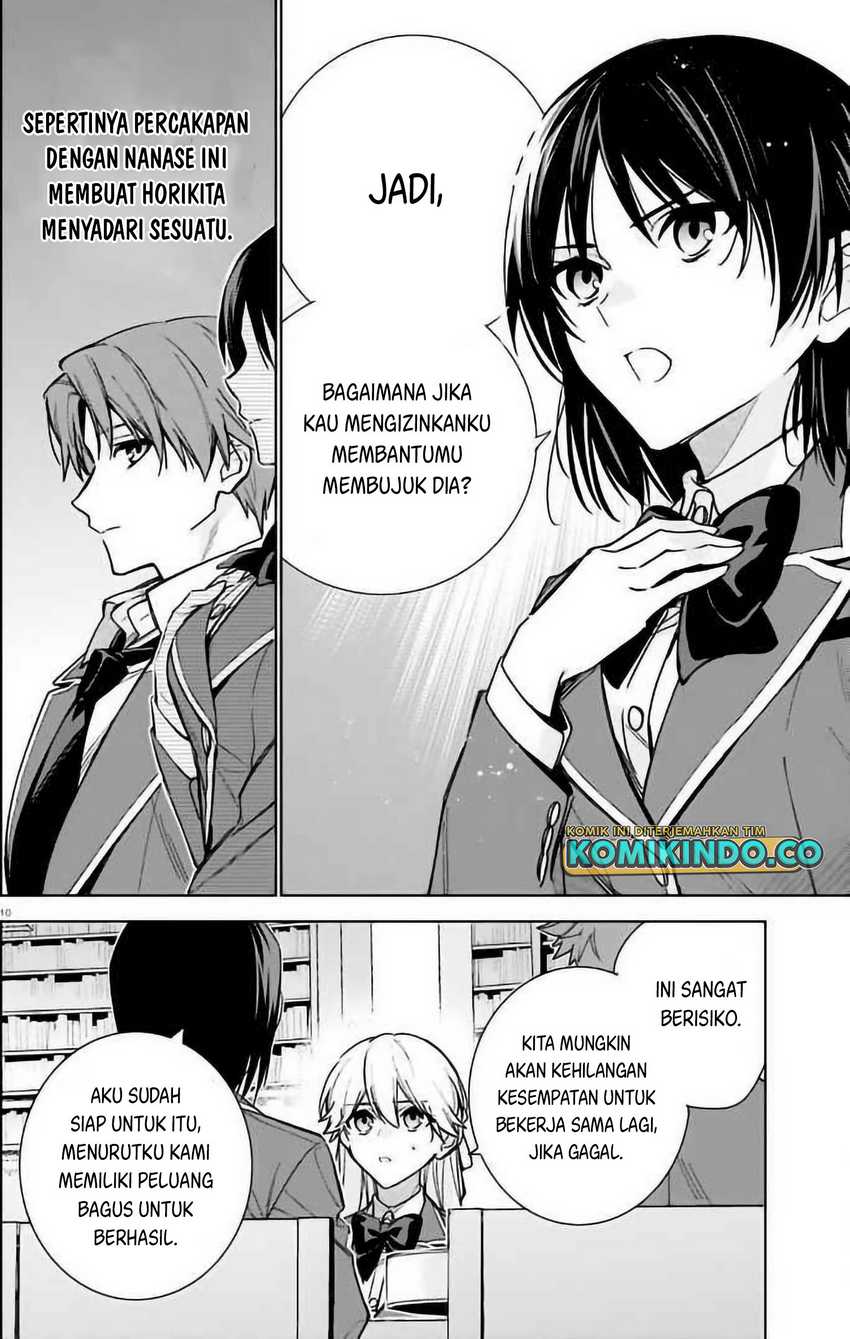 JADI,
BAGAIMANA JIKA
KAU MENGIZINKANKU
MEMBANTUMU
MEMBUJUK DIA?
SEPERTINYA PERCAKAPAN
DENGAN NANASE INI
MEMBUAT HORIKITA
MENYADARI SESUATU.
KOMIK INI DITERJEMAHKAN TIM
KOMIKINDO.CO
10
INI SANGAT
BERISIKO.
KITA MUNGKIN
AKAN KEHILANGAN
KESEMPATAN UNTUK
BEKERJA SAMA LAGI,
JIKA GAGAL.
AKU SUDAH
SIAP UNTUK ITU,
MENURUTKU KAMI
MEMILIKI PELUANG
BAGUS UNTUK
BERHASIL.